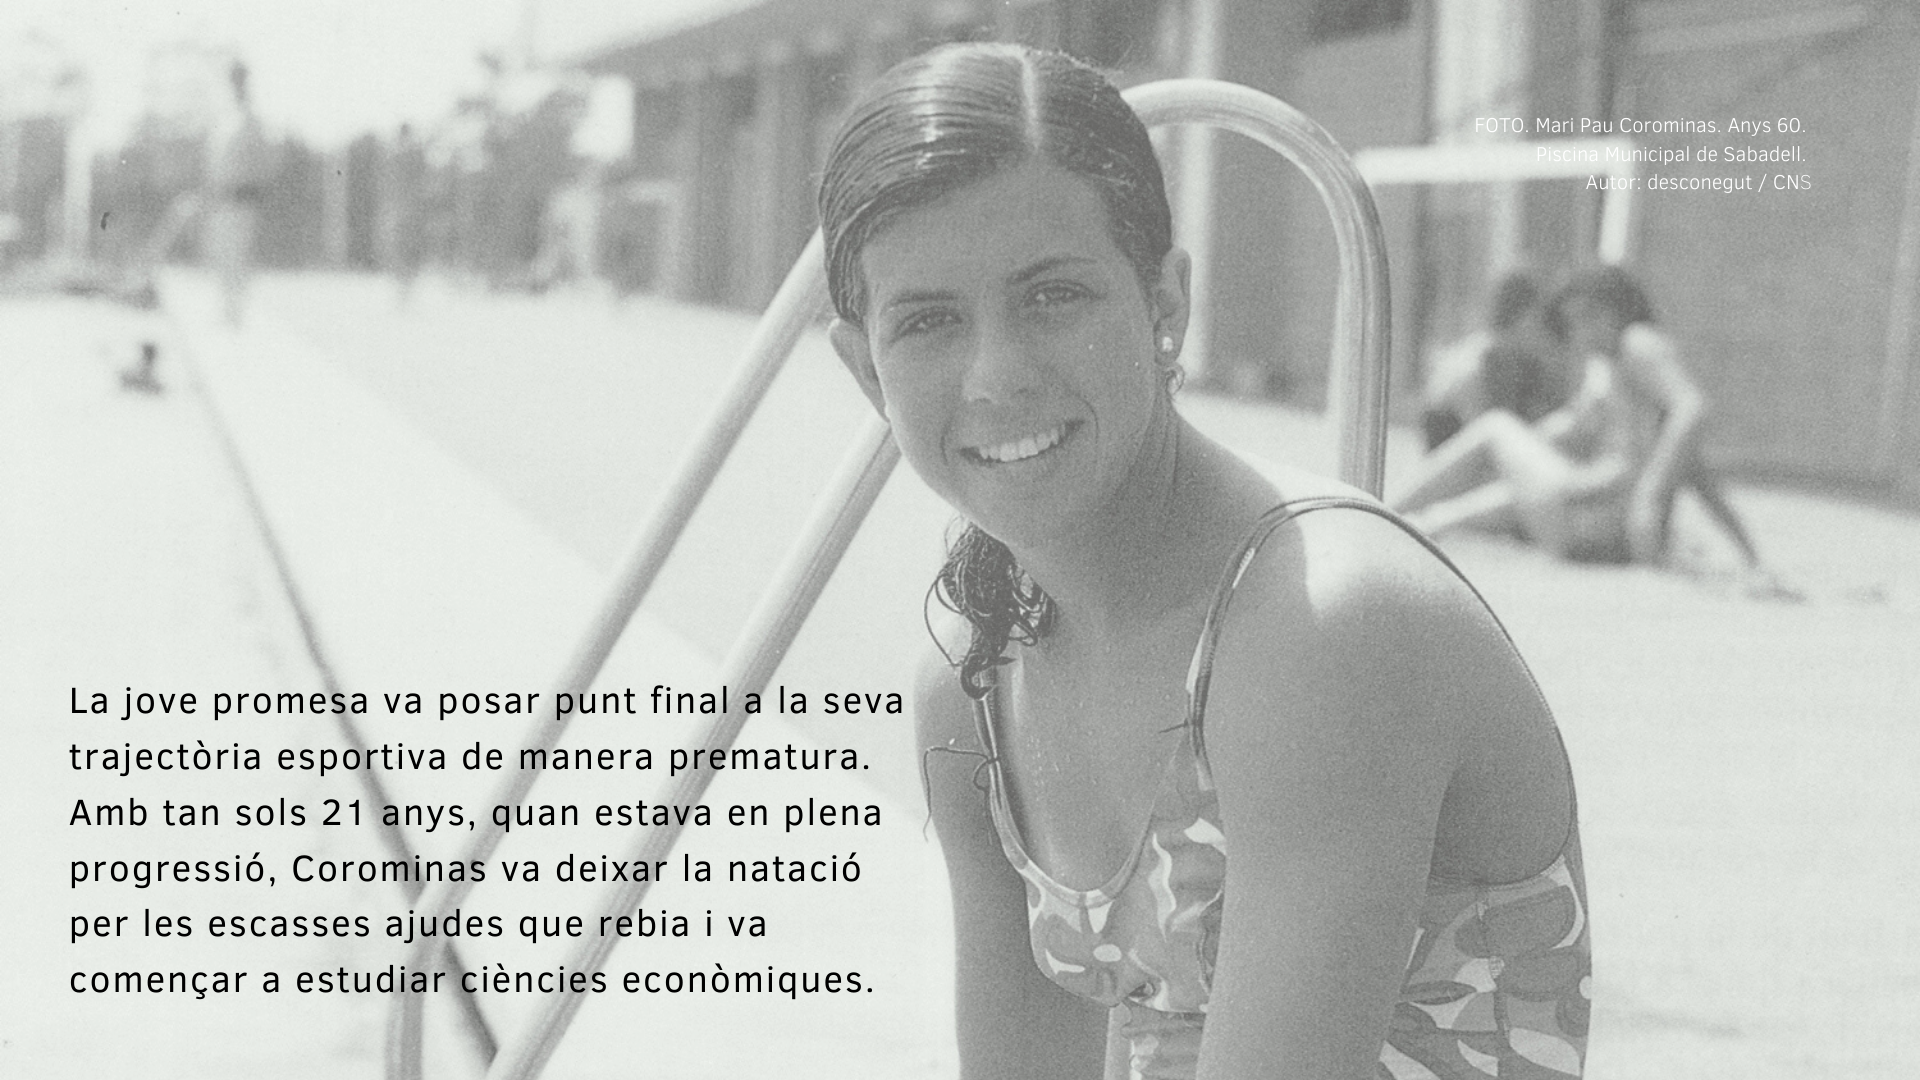 FOTO. Mari Pau Corominas. Anys 60.
Piscina Municipal de Sabadell.
Autor: desconegut / CNS
La jove promesa va posar punt final a la seva
trajectòria esportiva de manera prematura.
Amb tan sols 21 anys, quan estava en plena
progressió, Corominas va deixar la natació
per les escasses ajudes que rebia i va
començar a estudiar ciències econòmiques.